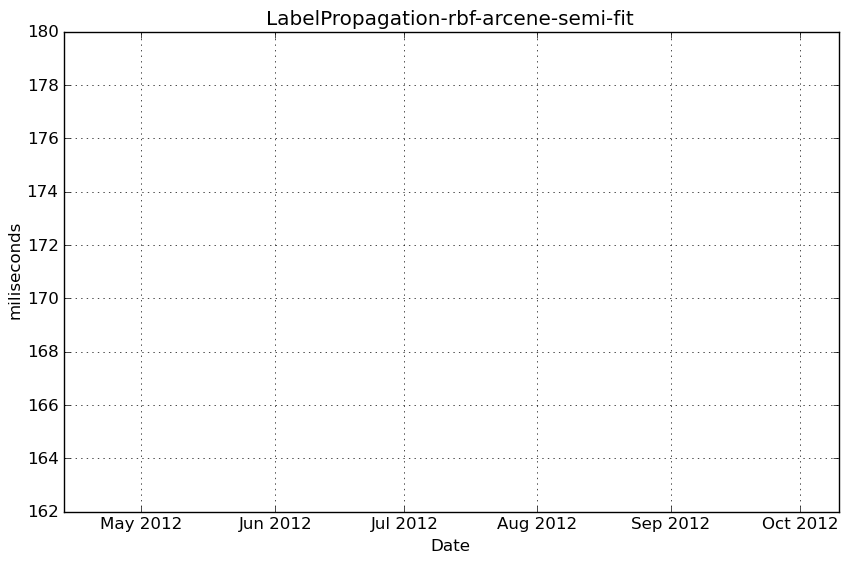 LabelPropagation-rbf-arcene-semi-fit
180
178
176
174
172
170
168
166
164
162
miliseconds
May 2012 Jun 2012 Jul 2012 Aug 2012 Sep 2012 Oct 2012
Date